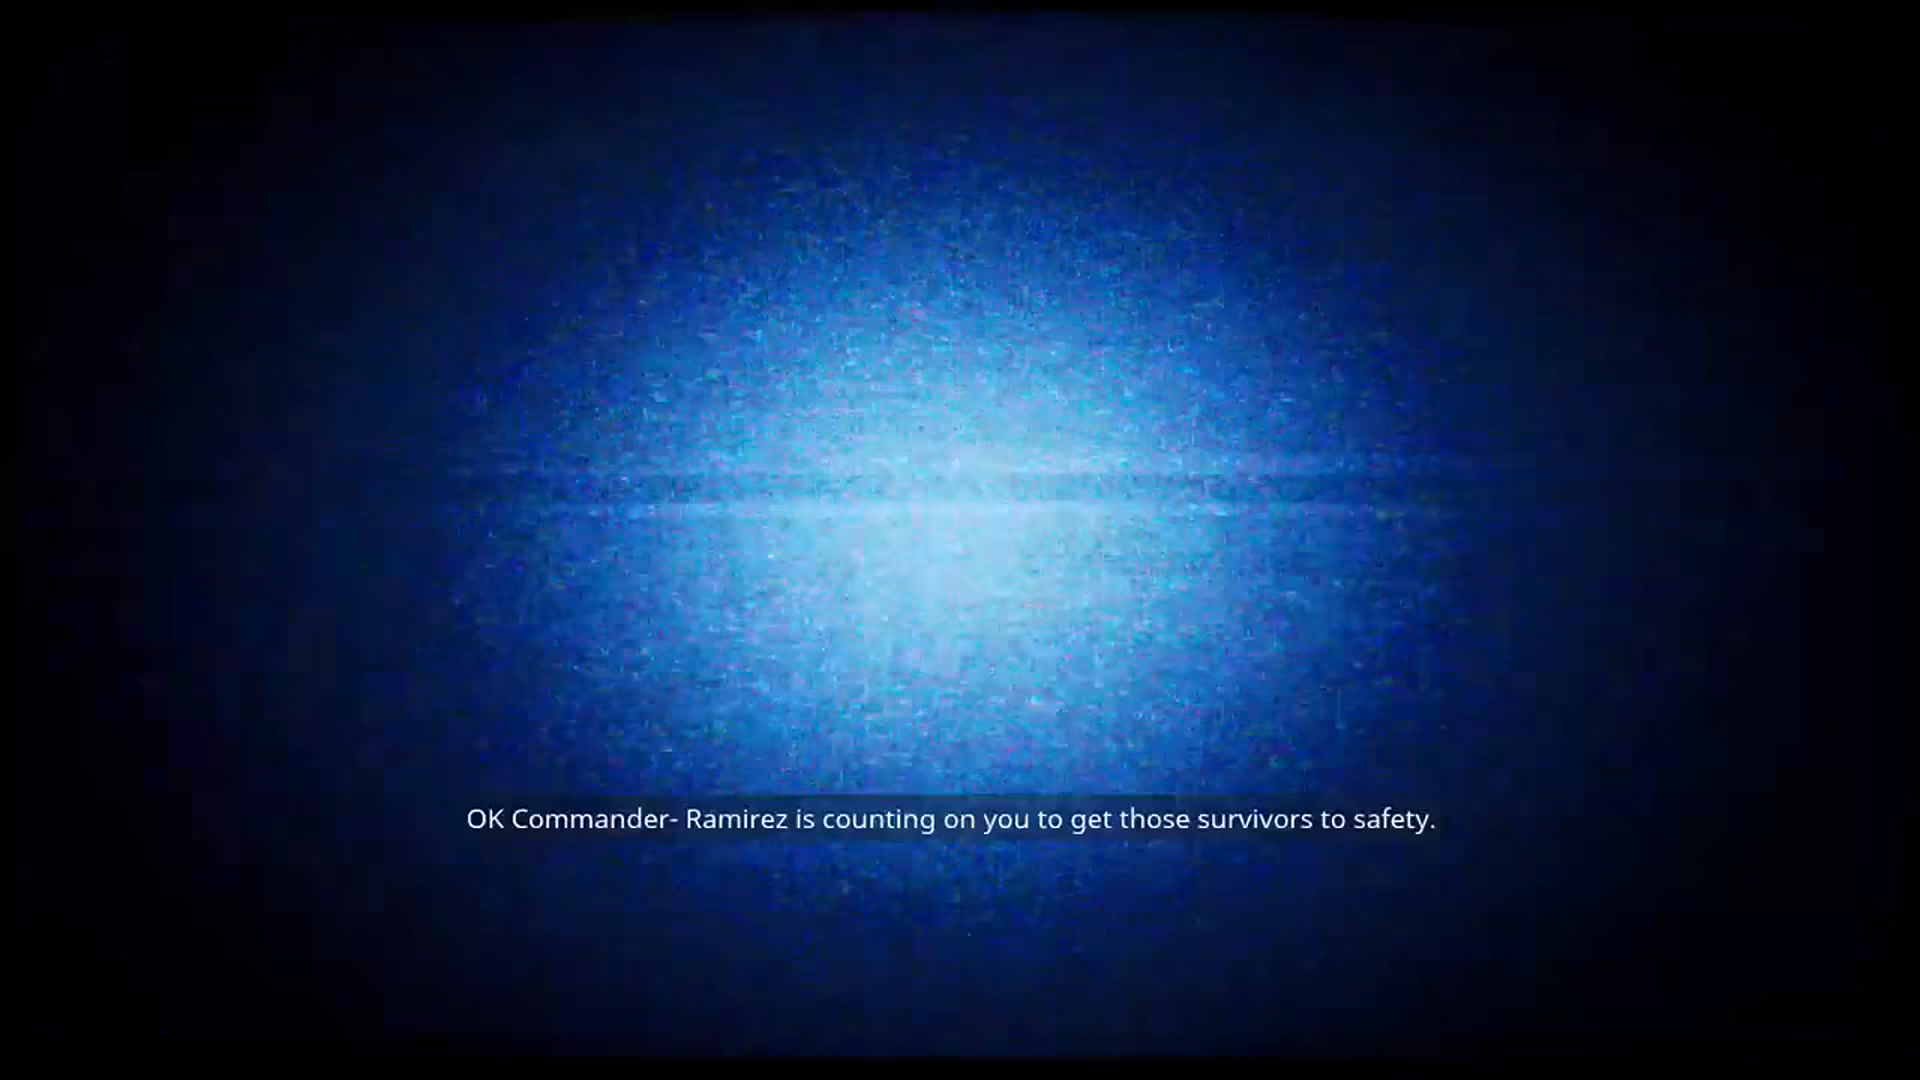 OK Commander- Ramirez is counting on you to get those survivors to safety.